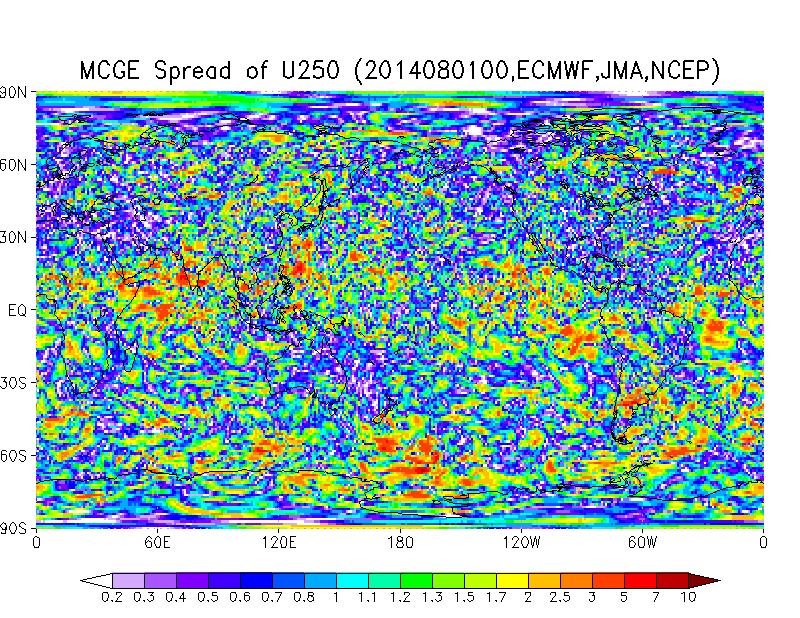 MCGE Spread of U250 (2014080100,ECMWF,JMA,NCEP)
90N
60N
30N
EQ
30S
60S
90S
0 60E 120E 180 120W 60W 0
0.2 0.3 0.4 0.5 0.6 0.7 0.8 1 1.1 1.2 1.3 1.5 1.7 2 2.5 3 5 7 10